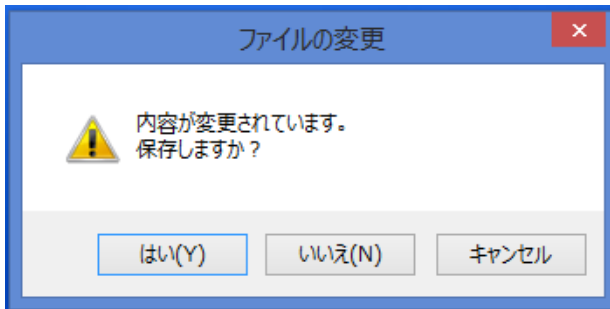 ファイルの変更
内容が変更されています。
保存しますか？
はい(Y)
いいえ(N)
キャンセル